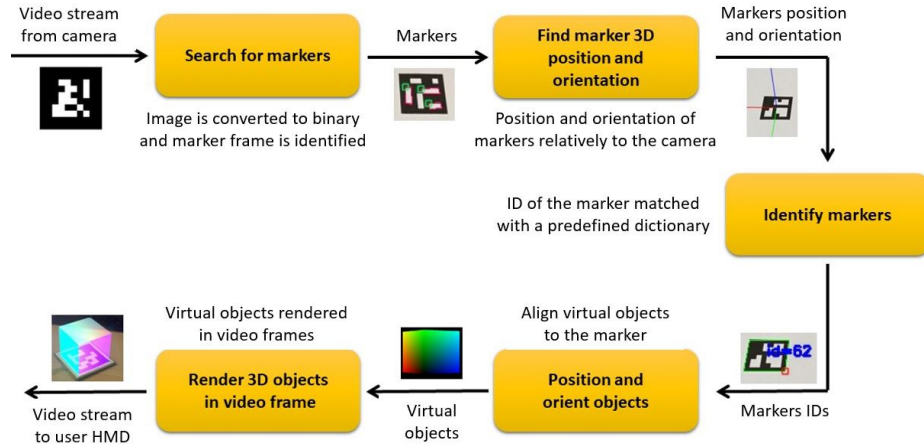 Video stream
from camera
Search for markers
Image is converted to binary
and marker frame is identified
Markers
Find marker 3D
position and
orientation
Position and orientation of
markers relatively to the camera
Markers position
and orientation
ID of the marker matched
with a predefined dictionary
Identify markers
id=62
Markers IDs
Align virtual objects
to the marker
Position and
orient objects
Virtual
objects
Virtual objects rendered
in video frames
Render 3D objects
in video frame
Video stream
to user HMD